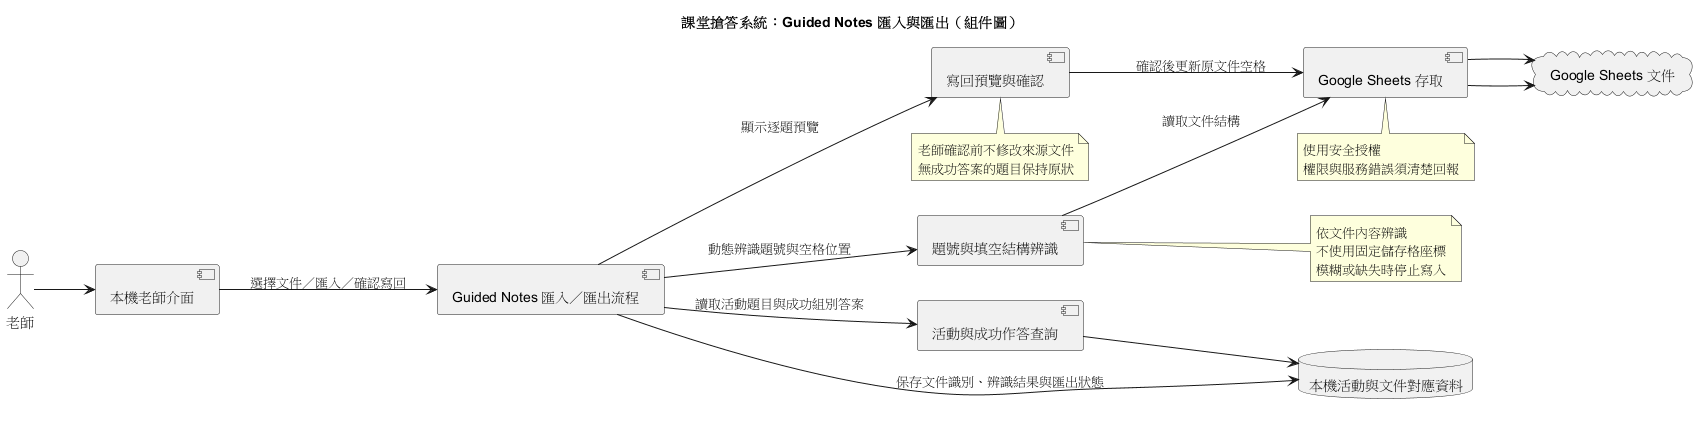 課堂搶答系統：Guided Notes 匯入與匯出（組件圖）
寫回預覽與確認
確認後更新原文件空格
Google Sheets 存取
Google Sheets 文件
顯示逐題預覽
讀取文件結構
老師確認前不修改來源文件
無成功答案的題目保持原狀
使用安全授權
權限與服務錯誤須清楚回報
動態辨識題號與空格位置
題號與填空結構辨識
依文件內容辨識
不使用固定儲存格座標
模糊或缺失時停止寫入
老師
本機老師介面
選擇文件／匯入／確認寫回
Guided Notes 匯入／匯出流程
讀取活動題目與成功組別答案
活動與成功作答查詢
保存文件識別、辨識結果與匯出狀態
本機活動與文件對應資料